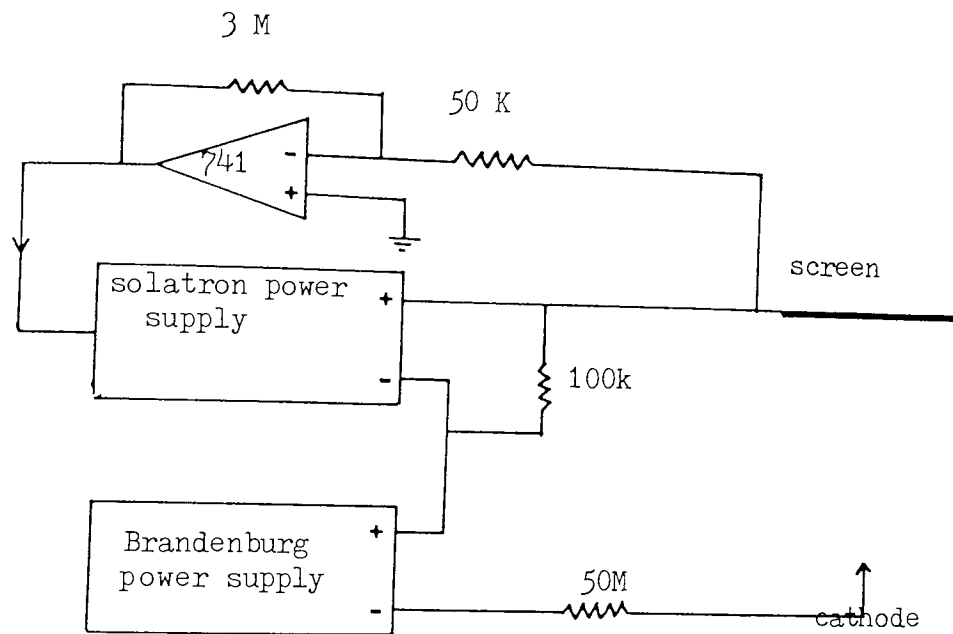 3 M
50 K
741
-
+
screen
solatron power
supply
+
-
100k
Brandenburg
power supply
+
-
50M
cathode